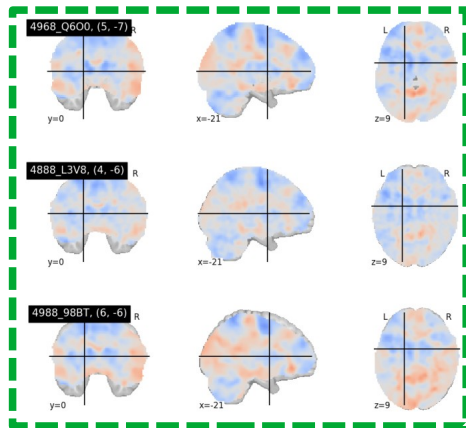 4968_Q6O0, (5, -7)
R
L R
y=0 x=-21 z=9
4888_L3V8, (4, -6)
R
L R
y=0 x=-21 z=9
4988_98BT, (6, -6)
R
L R
y=0 x=-21 z=9